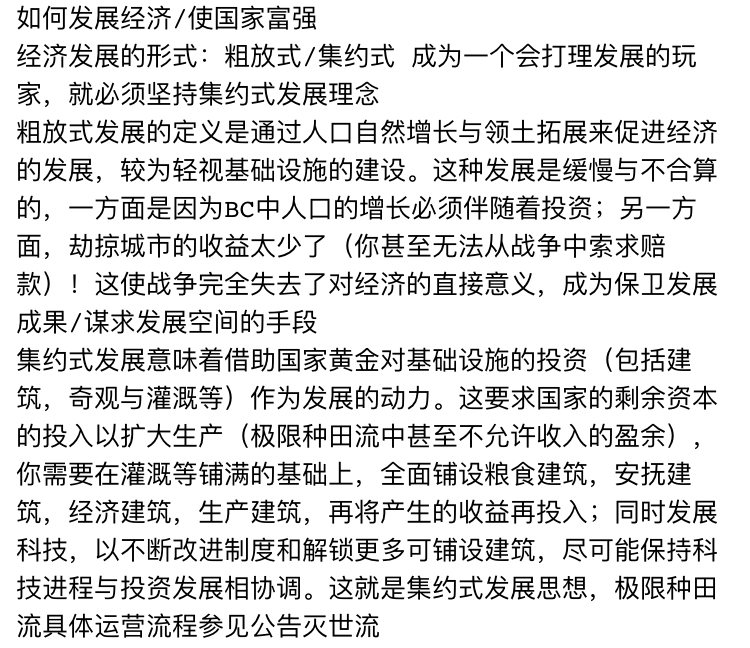 如何发展经济/使国家富强
经济发展的形式：粗放式/集约式 成为一个会打理发展的玩
家，就必须坚持集约式发展理念
粗放式发展的定义是通过人口自然增长与领土拓展来促进经济
的发展，较为轻视基础设施的建设。这种发展是缓慢与不合算
的，一方面是因为BC中人口的增长必须伴随着投资；另一方
面，劫掠城市的收益太少了（你甚至无法从战争中索求赔
款）！这使战争完全失去了对经济的直接意义，成为保卫发展
成果/谋求发展空间的手段
集约式发展意味着借助国家黄金对基础设施的投资（包括建
筑，奇观与灌溉等）作为发展的动力。这要求国家的剩余资本
的投入以扩大生产（极限种田流中甚至不允许收入的盈余），
你需要在灌溉等铺满的基础上，全面铺设粮食建筑，安抚建
筑，经济建筑，生产建筑，再将产生的收益再投入；同时发展
科技，以不断改进制度和解锁更多可铺设建筑，尽可能保持科
技进程与投资发展相协调。这就是集约式发展思想，极限种田
流具体运营流程参见公告灭世流